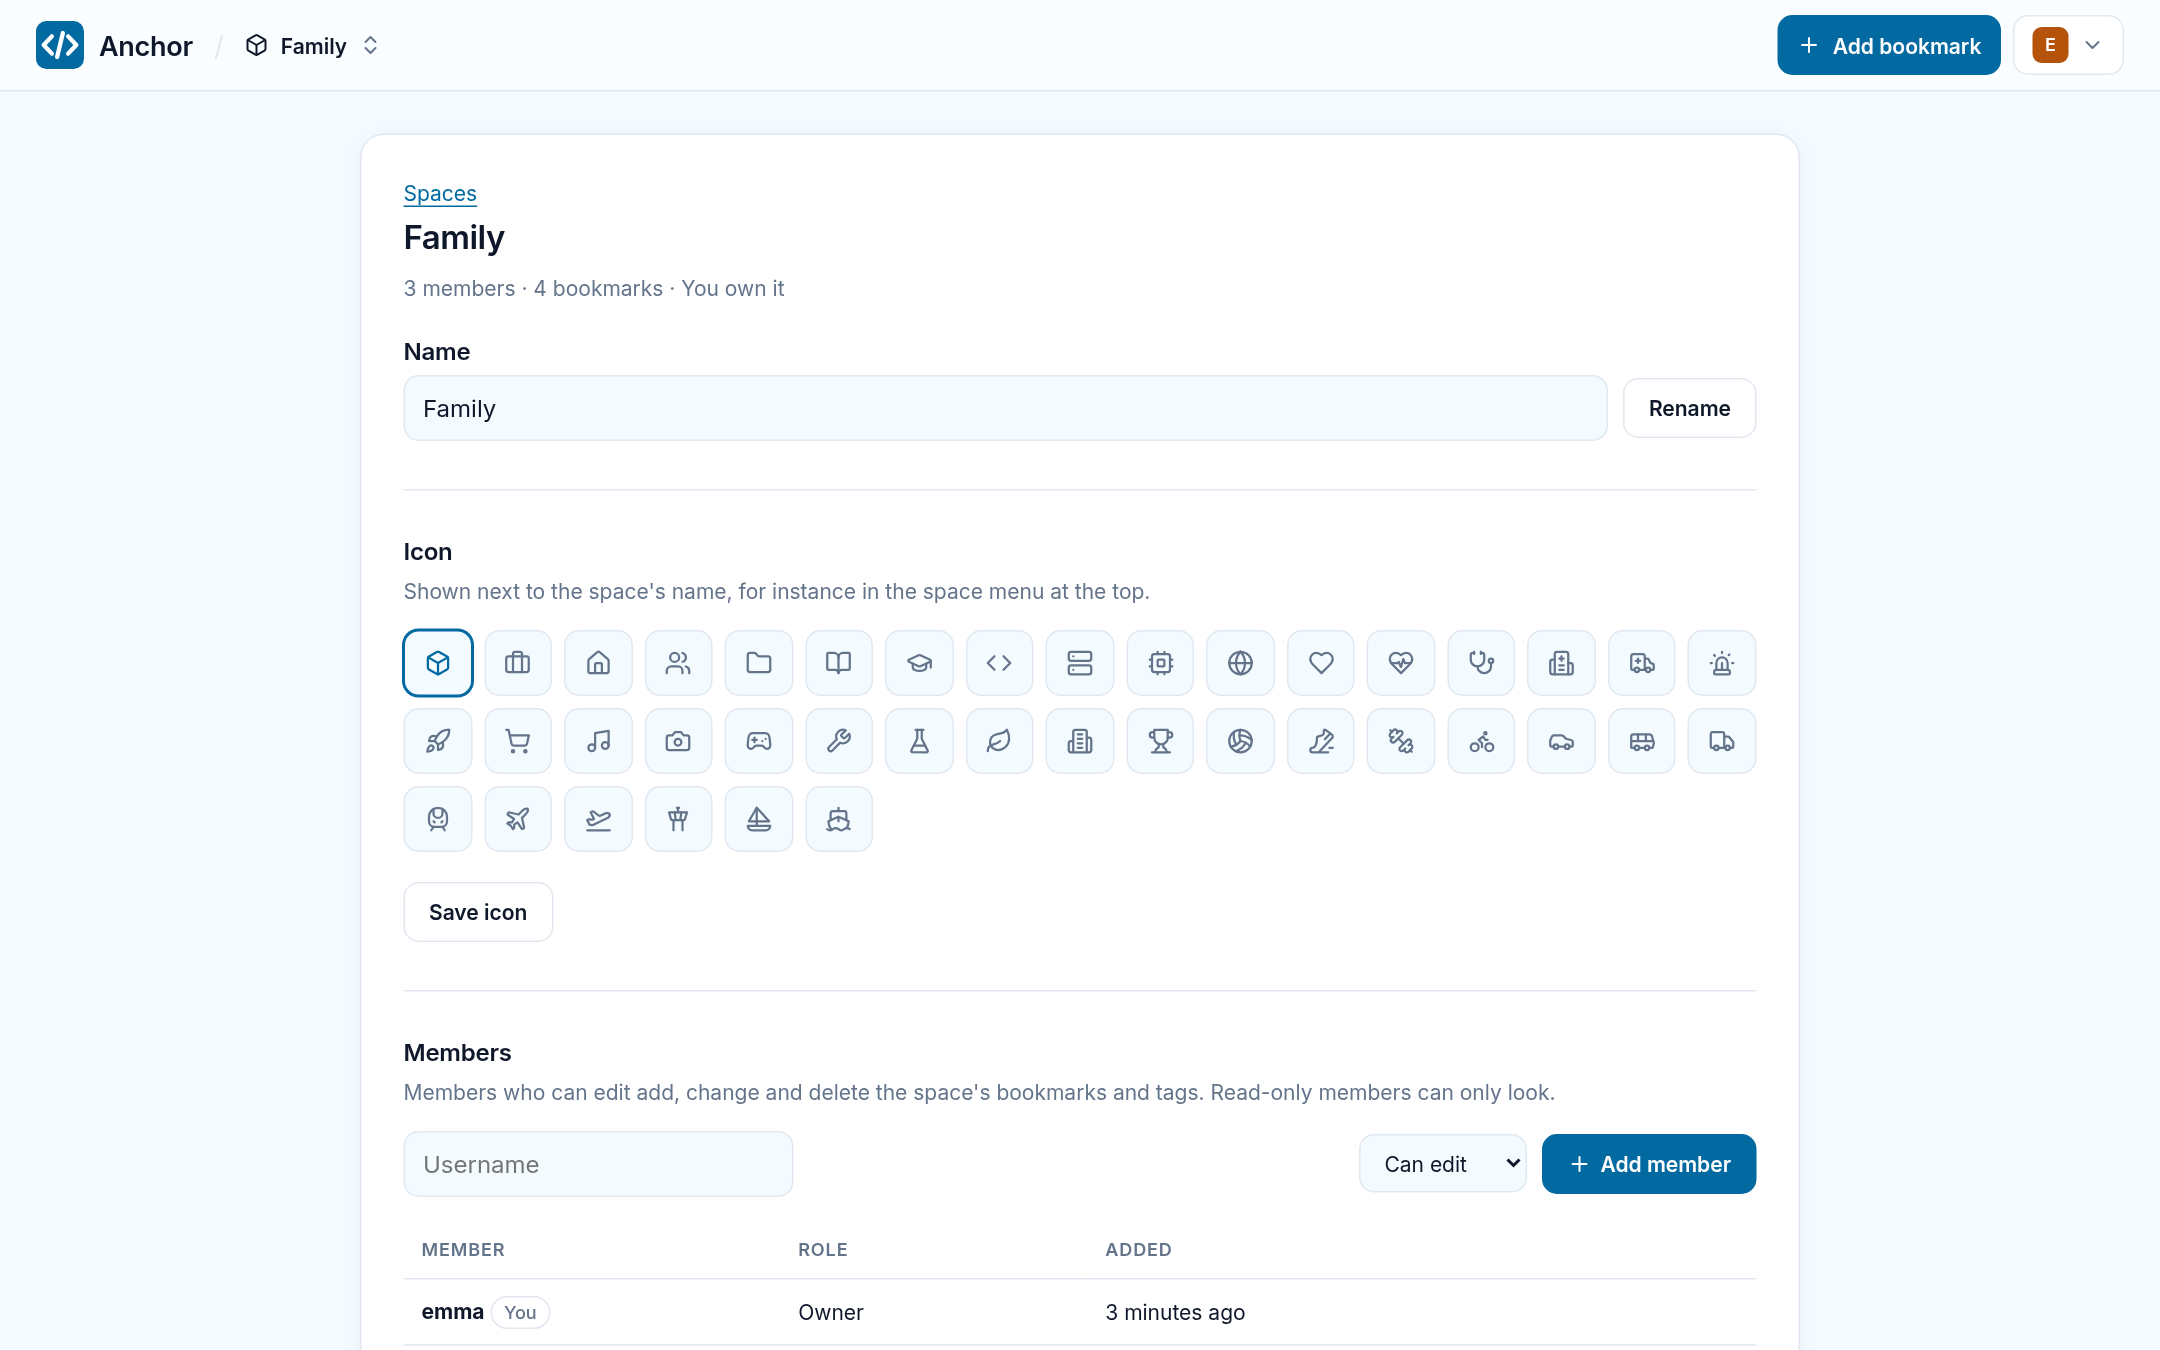 Anchor / Family
Add bookmark
E
Spaces
Family
3 members · 4 bookmarks · You own it
Name
Family
Rename
Icon
Shown next to the space's name, for instance in the space menu at the top.
Save icon
Members
Members who can edit add, change and delete the space's bookmarks and tags. Read-only members can only look.
Username
Can edit
Add member
MEMBER ROLE ADDED
emma You Owner 3 minutes ago